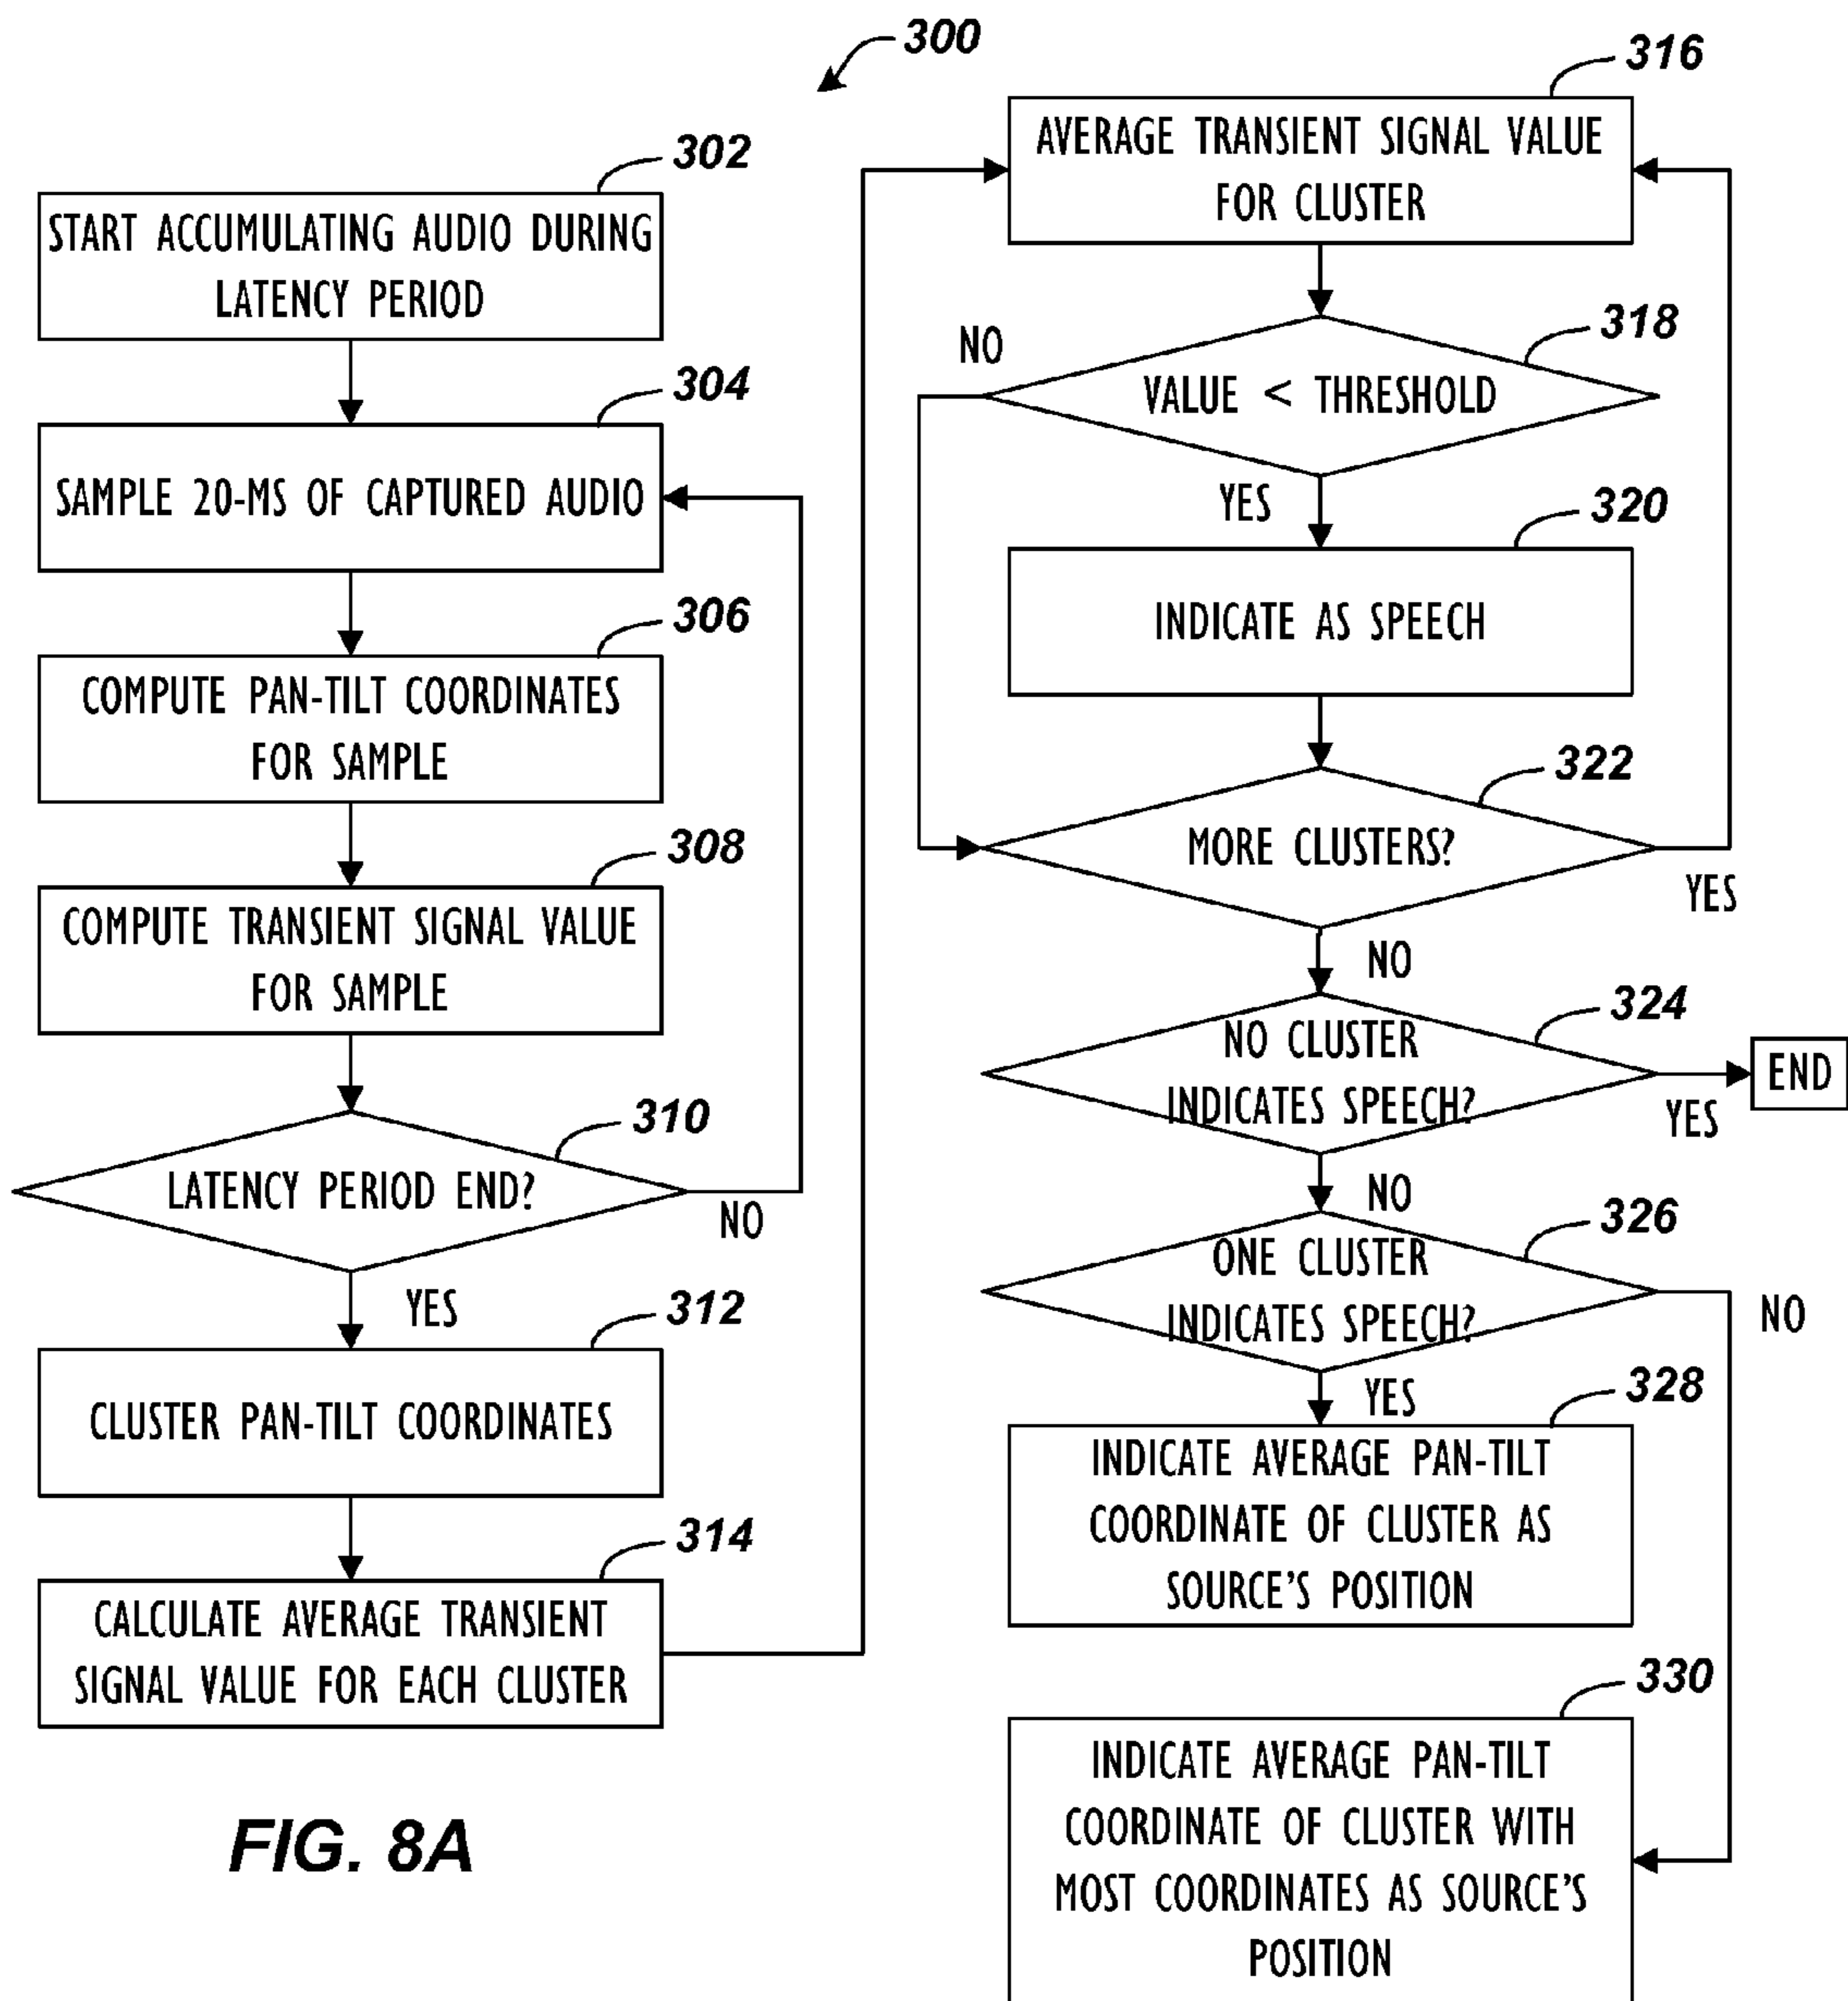 300
302
START ACCUMULATING AUDIO DURING
LATENCY PERIOD
304
SAMPLE 20-MS OF CAPTURED AUDIO
306
COMPUTE PAN-TILT COORDINATES
FOR SAMPLE
308
COMPUTE TRANSIENT SIGNAL VALUE
FOR SAMPLE
310
LATENCY PERIOD END?
NO
YES
312
CLUSTER PAN-TILT COORDINATES
314
CALCULATE AVERAGE TRANSIENT
SIGNAL VALUE FOR EACH CLUSTER
FIG. 8A
316
AVERAGE TRANSIENT SIGNAL VALUE
FOR CLUSTER
318
NO
VALUE < THRESHOLD
YES
320
INDICATE AS SPEECH
322
MORE CLUSTERS?
YES
NO
324
NO CLUSTER
INDICATES SPEECH?
END
YES
NO
326
ONE CLUSTER
INDICATES SPEECH?
NO
YES
328
INDICATE AVERAGE PAN-TILT
COORDINATE OF CLUSTER AS
SOURCE'S POSITION
330
INDICATE AVERAGE PAN-TILT
COORDINATE OF CLUSTER WITH
MOST COORDINATES AS SOURCE'S
POSITION